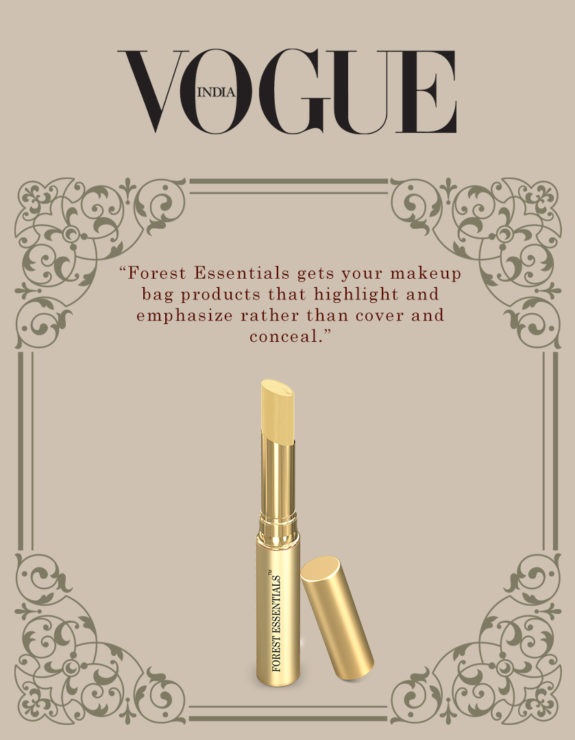 VOGUE
INDIA
“Forest Essentials gets your makeup
bag products that highlight and
emphasize rather than cover and
conceal.”
FOREST ESSENTIALS™